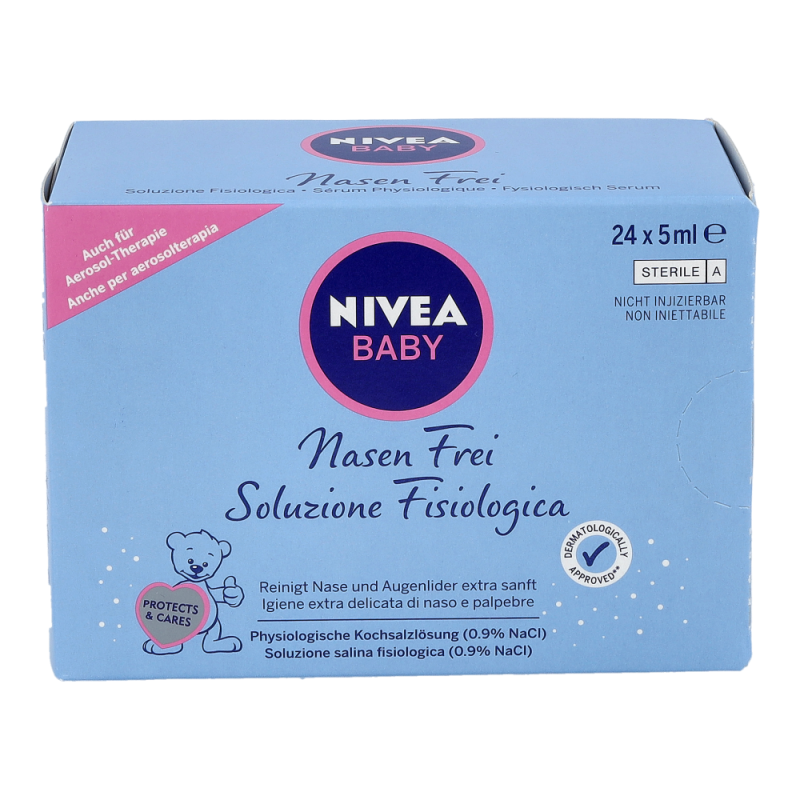 NIVEA
BABY
Nasen Frei
Soluzione Fisiologica • Sérum Physiologique • Fysiologisch Serum
Auch für
Aerosol-Therapie
Anche per aerosolterapia
24 x 5ml ℮
STERILE A
NICHT INJIZIERBAR
NON INIETTABILE
NIVEA
BABY
Nasen Frei
Soluzione Fisiologica
DERMATOLOGICALLY
APPROVED**
PROTECTS
& CARES
Reinigt Nase und Augenlider extra sanft
Igiene extra delicata di naso e palpebre
Physiologische Kochsalzlösung (0.9% NaCl)
Soluzione salina fisiologica (0.9% NaCl)